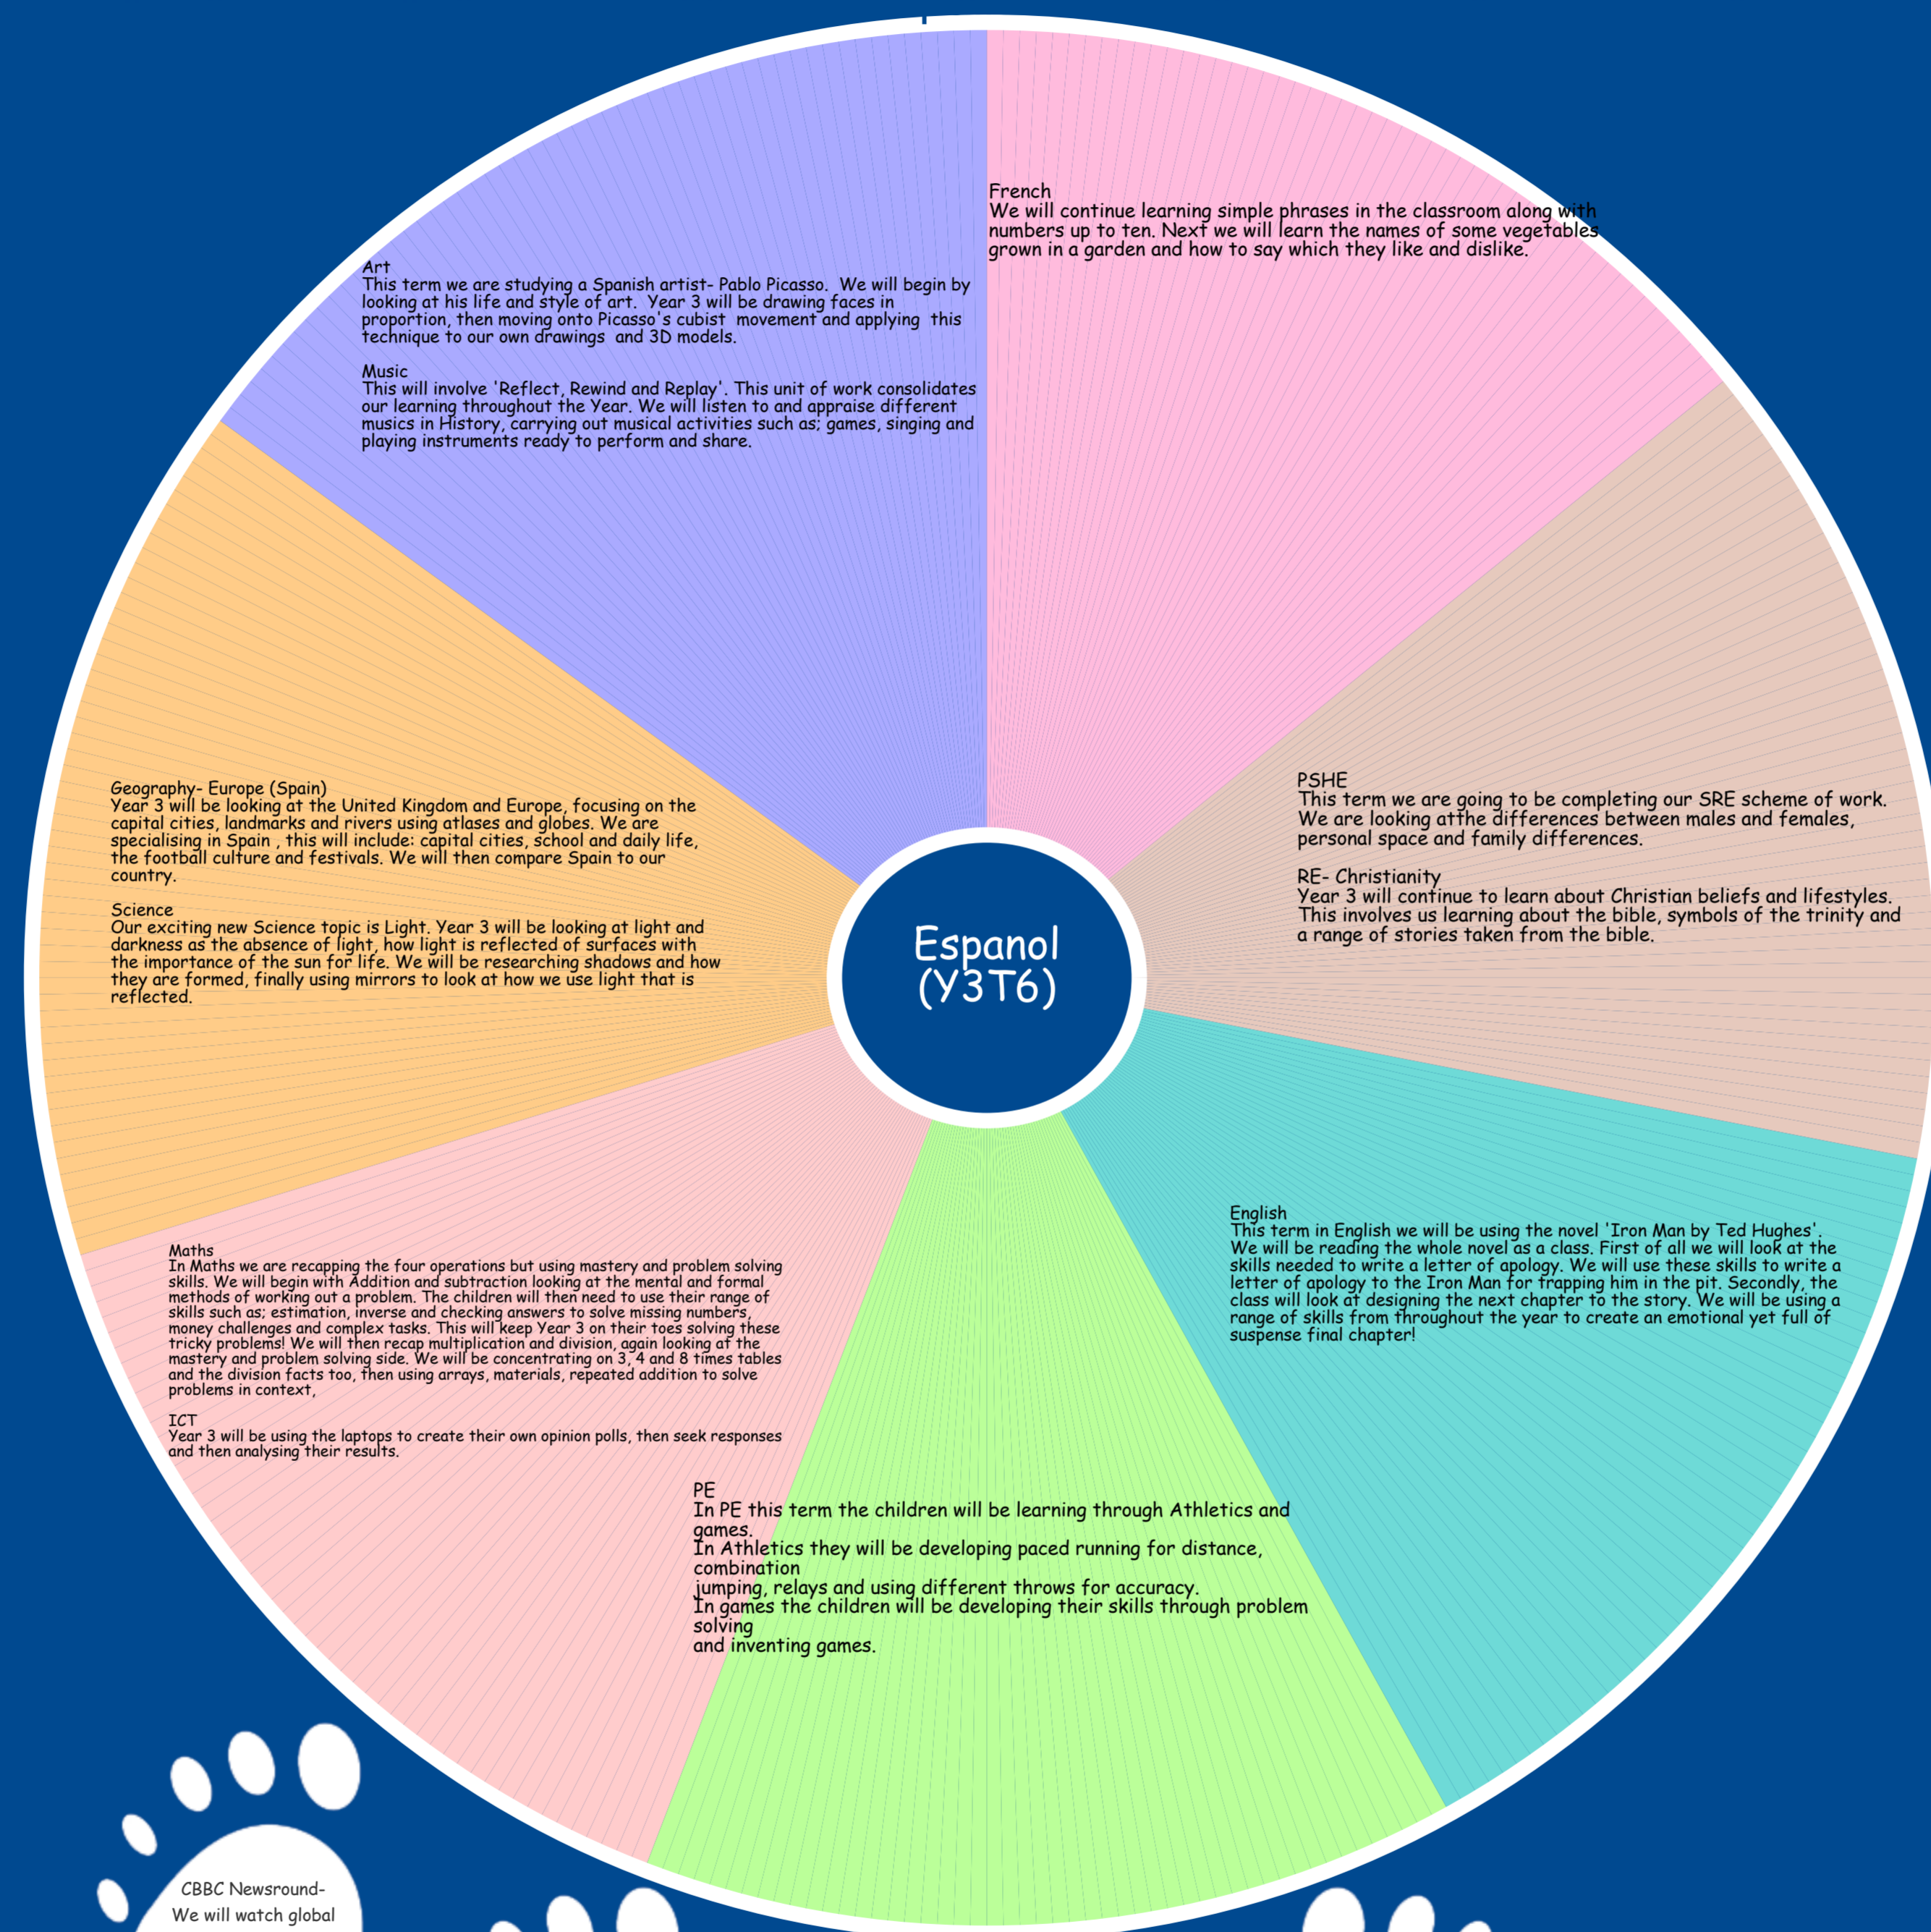 French
We will continue learning simple phrases in the classroom along with
numbers up to ten. Next we will learn the names of some vegetables
grown in a garden and how to say which they like and dislike.
Art
This term we are studying a Spanish artist- Pablo Picasso.  We will begin by
looking at his life and style of art.  Year 3 will be drawing faces in
proportion, then moving onto Picasso's cubist  movement and applying  this
technique to our own drawings  and 3D models.
Music
This will involve 'Reflect, Rewind and Replay'. This unit of work consolidates
our learning throughout the Year. We will listen to and appraise different
musics in History, carrying out musical activities such as; games, singing and
playing instruments ready to perform and share.
Geography- Europe (Spain)
Year 3 will be looking at the United Kingdom and Europe, focusing on the
capital cities, landmarks and rivers using atlases and globes. We are
specialising in Spain , this will include: capital cities, school and daily life,
the football culture and festivals. We will then compare Spain to our
country.
Science
Our exciting new Science topic is Light. Year 3 will be looking at light and
darkness as the absence of light, how light is reflected of surfaces with
the importance of the sun for life. We will be researching shadows and how
they are formed, finally using mirrors to look at how we use light that is
reflected.
PSHE
This term we are going to be completing our SRE scheme of work.
We are looking atthe differences between males and females,
personal space and family differences.
RE- Christianity
Year 3 will continue to learn about Christian beliefs and lifestyles.
This involves us learning about the bible, symbols of the trinity and
a range of stories taken from the bible.
Espanol
(Y3T6)
English
This term in English we will be using the novel 'Iron Man by Ted Hughes'.
We will be reading the whole novel as a class. First of all we will look at the
skills needed to write a letter of apology. We will use these skills to write a
letter of apology to the Iron Man for trapping him in the pit. Secondly, the
class will look at designing the next chapter to the story. We will be using a
range of skills from throughout the year to create an emotional yet full of
suspense final chapter!
Maths
In Maths we are recapping the four operations but using mastery and problem solving
skills. We will begin with Addition and subtraction looking at the mental and formal
methods of working out a problem. The children will then need to use their range of
skills such as; estimation, inverse and checking answers to solve missing numbers,
money challenges and complex tasks. This will keep Year 3 on their toes solving these
tricky problems! We will then recap multiplication and division, again looking at the
mastery and problem solving side. We will be concentrating on 3, 4 and 8 times tables
and the division facts too, then using arrays, materials, repeated addition to solve
problems in context,
ICT
Year 3 will be using the laptops to create their own opinion polls, then seek responses
and then analysing their results.
PE
In PE this term the children will be learning through Athletics and
games.
In Athletics they will be developing paced running for distance,
combination
jumping, relays and using different throws for accuracy.
In games the children will be developing their skills through problem
solving
and inventing games.
CBBC Newsround-
We will watch global